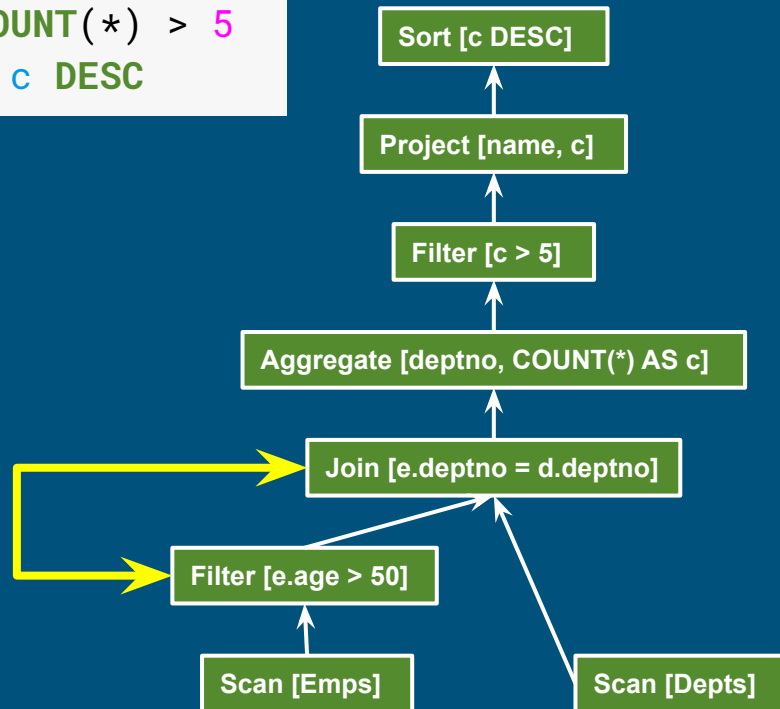 OUNT(*) > 5
c DESC
Sort [c DESC]
Project [name, c]
Filter [c > 5]
Aggregate [deptno, COUNT(*) AS c]
Join [e.deptno = d.deptno]
Filter [e.age > 50]
Scan [Emps]
Scan [Depts]